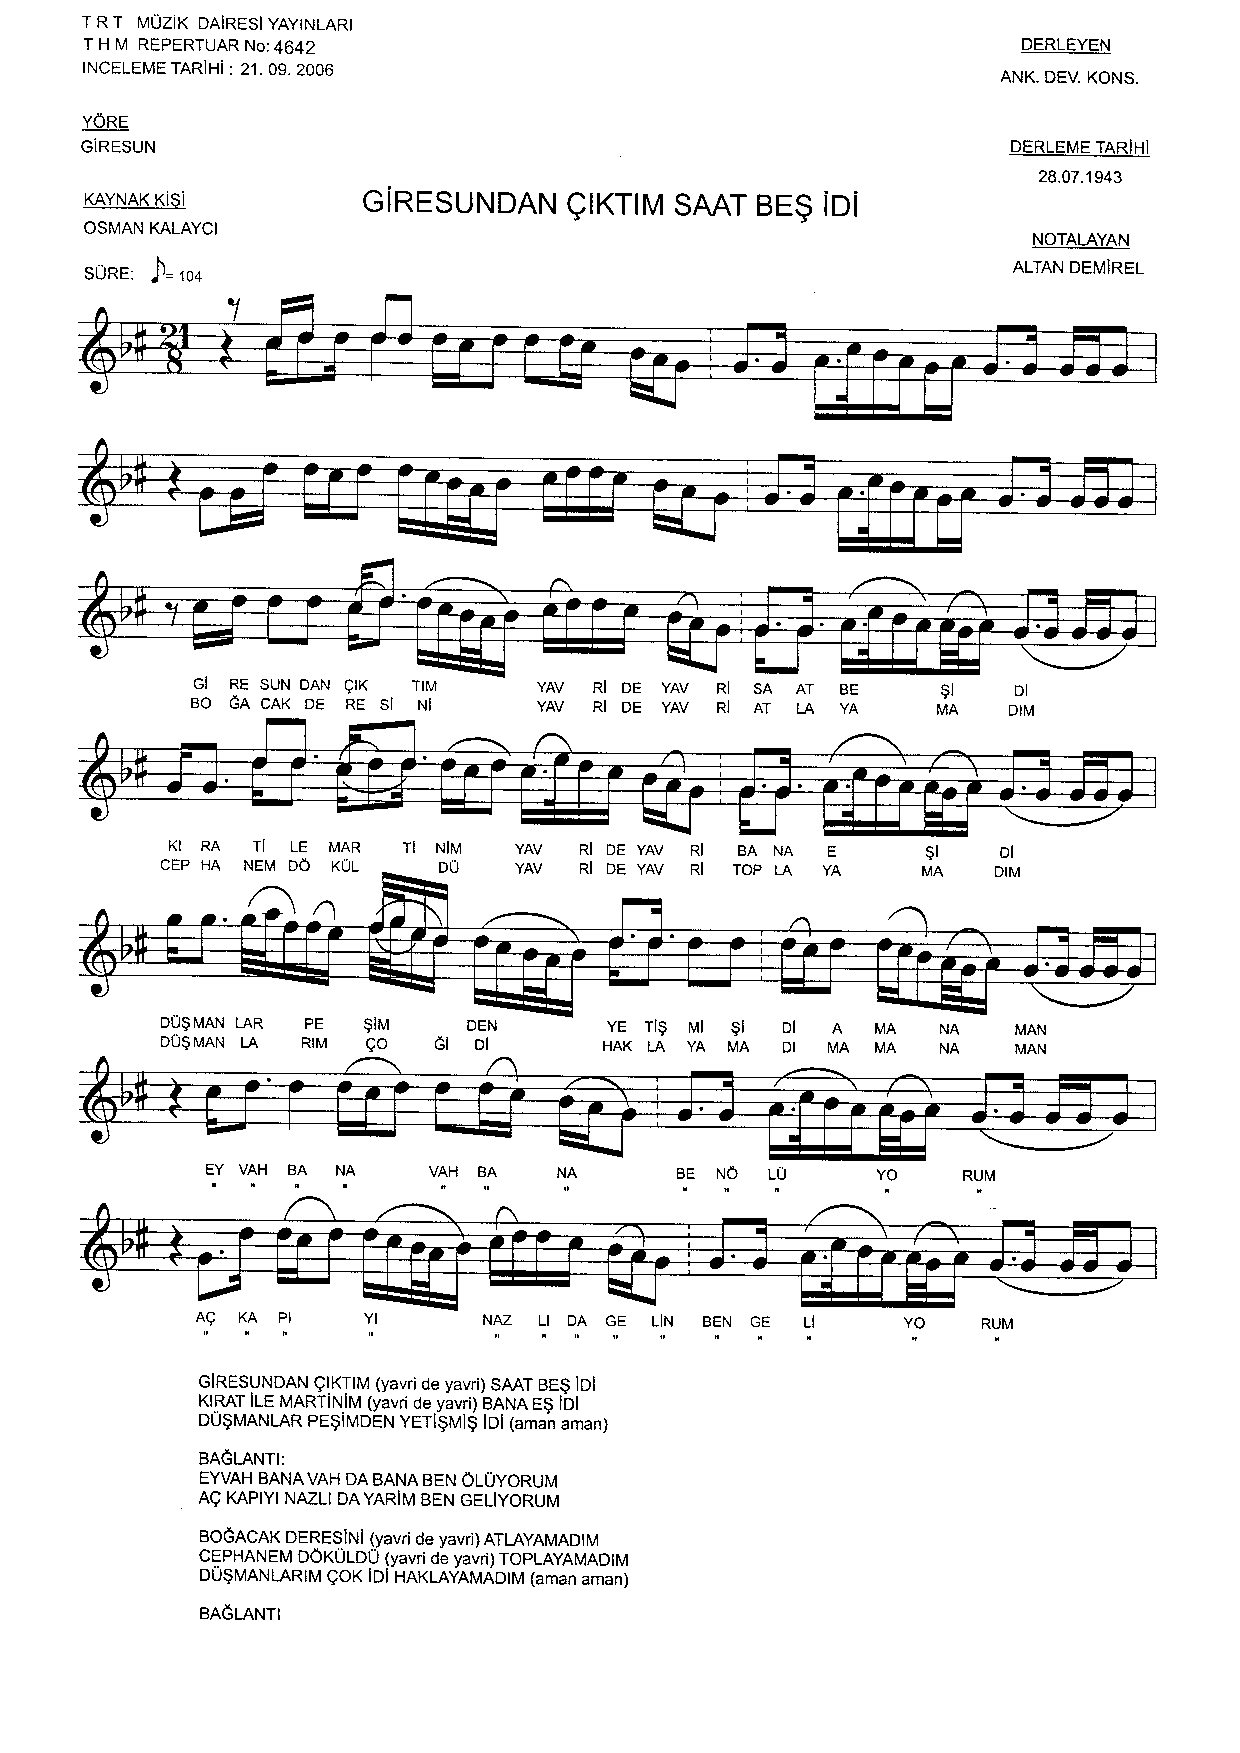 TRT MÜZİK DAİRESİ YAYINLARI
THM REPERTUAR No: 4642
İNCELEME TARİHİ : 21. 09. 2006
DERLEYEN
ANK. DEV. KONS.
YÖRE
GİRESUN
DERLEME TARİHİ
28.07.1943
KAYNAK KİŞİ
OSMAN KALAYCI
GİRESUNDAN ÇIKTIM SAAT BEŞ İDİ
NOTALAYAN
ALTAN DEMİREL
SÜRE: ♪= 104
21
8
Gİ RE SUN DAN ÇIK TIM YAV Rİ DE YAV Rİ SA AT BE Şİ Dİ
BO ĞA CAK DE RE Sİ Nİ YAV Rİ DE YAV Rİ AT LA YA MA DIM
KI RA Tİ LE MAR Tİ NİM YAV Rİ DE YAV Rİ BA NA E Şİ Dİ
CEP HA NEM DÖ KÜL DÜ YAV Rİ DE YAV Rİ TOP LA YA MA DIM
DÜŞ MAN LAR PE ŞİM DEN YE TİŞ Mİ Şİ Dİ A MA NA MAN
DÜŞ MAN LA RIM ÇO Ğİ Dİ HAK LA YA MA DI MA MA NA MAN
EY VAH BA NA VAH BA NA BE NÖ LÜ YO RUM
" " " " " " " " " " " "
AÇ KA PI YI NAZ LI DA GE LİN BEN GE Lİ YO RUM
" " " " " " " " " " " " " "
GİRESUNDAN ÇIKTIM (yavri de yavri) SAAT BEŞ İDİ
KIRAT İLE MARTİNİM (yavri de yavri) BANA EŞ İDİ
DÜŞMANLAR PEŞİMDEN YETİŞMİŞ İDİ (aman aman)
BAĞLANTI:
EYVAH BANA VAH DA BANA BEN ÖLÜYORUM
AÇ KAPIYI NAZLI DA YARİM BEN GELİYORUM
BOĞACAK DERESİNİ (yavri de yavri) ATLAYAMADIM
CEPHANEM DÖKÜLDÜ (yavri de yavri) TOPLAYAMADIM
DÜŞMANLARIM ÇOK İDİ HAKLAYAMADIM (aman aman)
BAĞLANTI